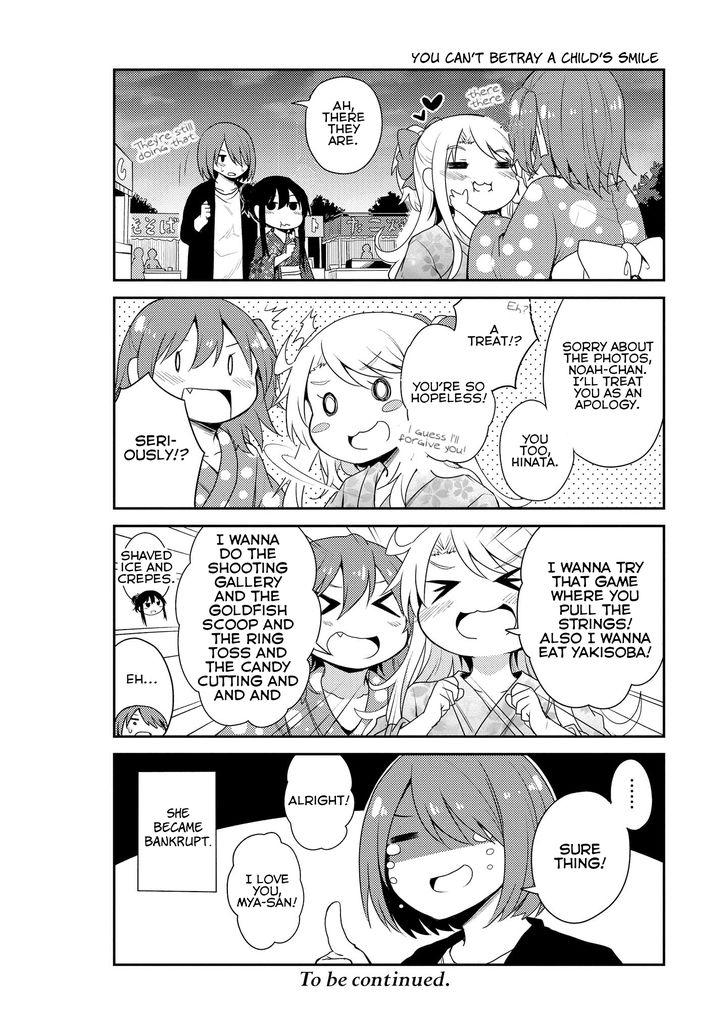 YOU CAN'T BETRAY A CHILD'S SMILE
there
there
AH,
THERE
THEY
ARE.
They're still
doing that
そば
SORRY ABOUT
THE PHOTOS,
NOAH-CHAN.
I'LL TREAT
YOU AS AN
APOLOGY.
YOU
TOO,
HINATA.
Eh?
A
TREAT!?
YOU'RE SO
HOPELESS!
I guess I'll
forgive you!
SERI-
OUSLY!?
I WANNA TRY
THAT GAME
WHERE YOU
PULL THE
STRINGS!
ALSO I WANNA
EAT YAKISOBA!
I WANNA
DO THE
SHOOTING
GALLERY
AND THE
GOLDFISH
SCOOP AND
THE RING
TOSS AND
THE CANDY
CUTTING AND
AND AND
SHAVED
ICE AND
CREPES.
EH...
......
SURE
THING!
ALRIGHT!
I LOVE
YOU,
MYA-SAN!
SHE
BECAME
BANKRUPT.
To be continued.